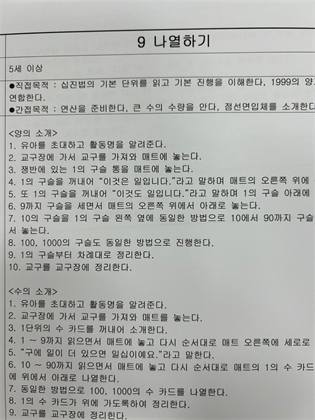 9 나열하기
5세 이상
●직접목적 : 십진법의 기본 단위를 읽고 기본 진행을 이해한다, 1999의 양
연합한다.
●간접목적 : 연산을 준비한다, 큰 수의 수량을 안다, 점선면입체를 소개한다
<양의 소개>
1. 유아를 초대하고 활동명을 알려준다.
2. 교구장에 가서 교구를 가져와 매트에 놓는다.
3. 쟁반에 있는 1의 구슬 통을 매트에 놓는다.
4. 1의 구슬을 꺼내어 "이것은 일입니다."라고 말하며 매트의 오른쪽 위에
5. 또 1의 구슬을 꺼내어 "이것도 일입니다."라고 말하며 1의 구슬 아래에
6. 9까지 구슬을 세면서 매트의 오른쪽 위에서 아래로 놓는다.
7. 10의 구슬을 1의 구슬 왼쪽 옆에 동일한 방법으로 10에서 90까지 구슬
서 놓는다.
8. 100, 1000의 구슬도 동일한 방법으로 진행한다.
9. 1의 구슬부터 차례대로 정리한다.
10. 교구를 교구장에 정리한다.
<수의 소개>
1. 유아를 초대하고 활동명을 알려준다.
2. 교구장에 가서 교구를 가져와 매트에 놓는다.
3. 1단위의 수 카드를 꺼내어 소개한다.
4. 1 ~ 9까지 읽으면서 매트에 놓고 다시 순서대로 매트 오른쪽에 세로로
5. "구에 일이 더 있으면 일십이에요."라고 말한다.
6. 10 ~ 90까지 읽으면서 매트에 놓고 다시 순서대로 매트의 1의 수 카드
에 위에서 아래로 나열한다.
7. 동일한 방법으로 100, 1000의 수 카드를 나열한다.
8. 1의 수 카드가 위에 가도록하여 정리한다.
9. 교구를 교구장에 정리한다.